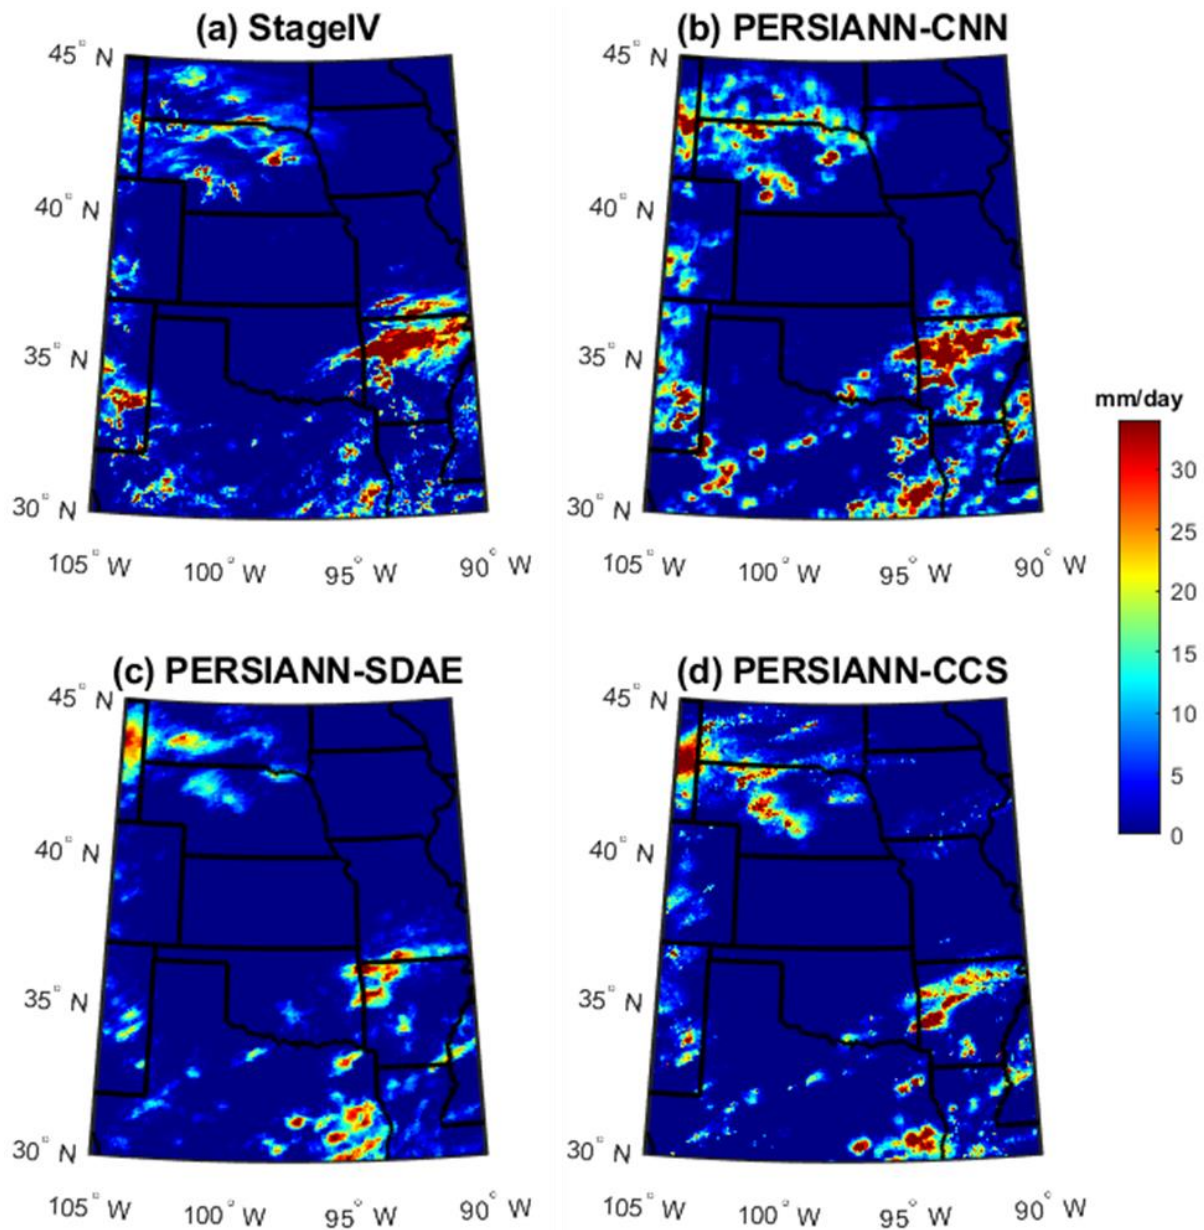 (a) StageIV
(b) PERSIANN-CNN
45° N
45° N
40° N
40° N
35° N
35° N
30° N
30° N
105° W
100° W
95° W
90° W
105° W
100° W
95° W
90° W
mm/day
30
25
20
15
10
5
0
(c) PERSIANN-SDAE
(d) PERSIANN-CCS
45° N
45° N
40° N
40° N
35° N
35° N
30° N
30° N
105° W
100° W
95° W
90° W
105° W
100° W
95° W
90° W